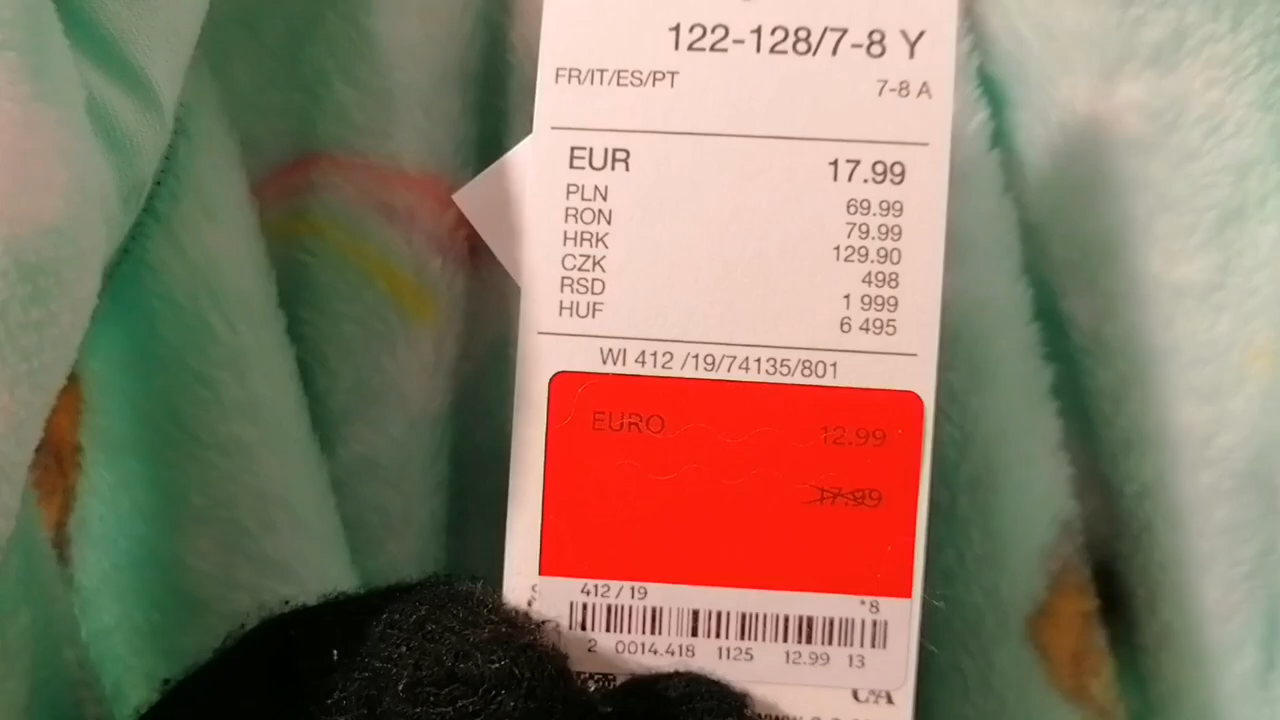 122-128/7-8 Y
FR/IT/ES/PT 7-8 A
EUR 17.99
PLN 69.99
RON 79.99
HRK 129.90
CZK 498
RSD 1 999
HUF 6 495
WI 412 /19/74135/801
EURO 12.99
17.99
412 / 19 *8
2 0014.418 1125 12.99 13
C&A